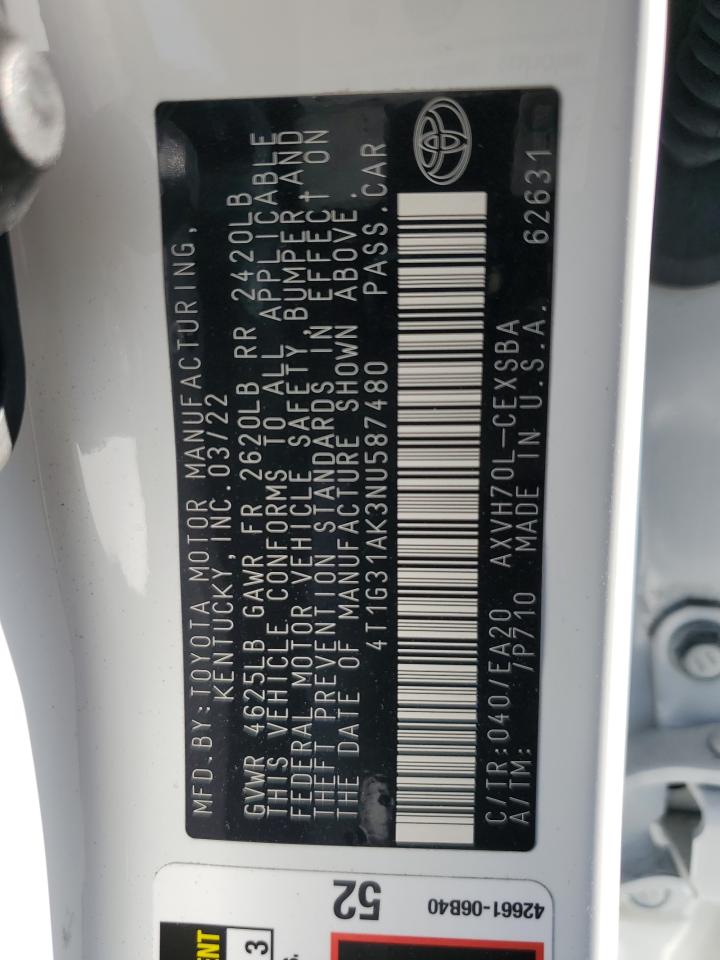 MFD.BY:TOYOTA MOTOR MANUFACTURING,
KENTUCKY, INC.03/22
GVWR 4625LB GAWR FR 2620LB RR 2420LB
THIS VEHICLE CONFORMS TO ALL APPLICABLE
FEDERAL MOTOR VEHICLE SAFETY, BUMPER, AND
THEFT PREVENTION STANDARDS IN EFFECT ON
THE DATE OF MANUFACTURE SHOWN ABOVE.
4T1G31AK3NU587480 PASS.CAR
C/TR:040/EA20 AXVH70L-CEXSBA
A/TM: /P710 MADE IN U.S.A. 62631
52
42661-06B40
3